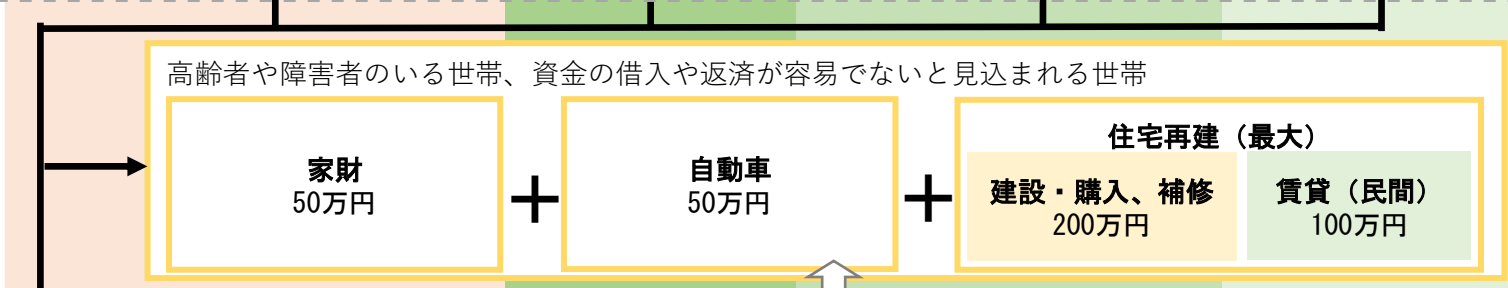 高齢者や障害者のいる世帯、資金の借入や返済が容易でないと見込まれる世帯
家財
50万円
＋
自動車
50万円
＋
住宅再建（最大）
建設・購入、補修
200万円
賃貸（民間）
100万円